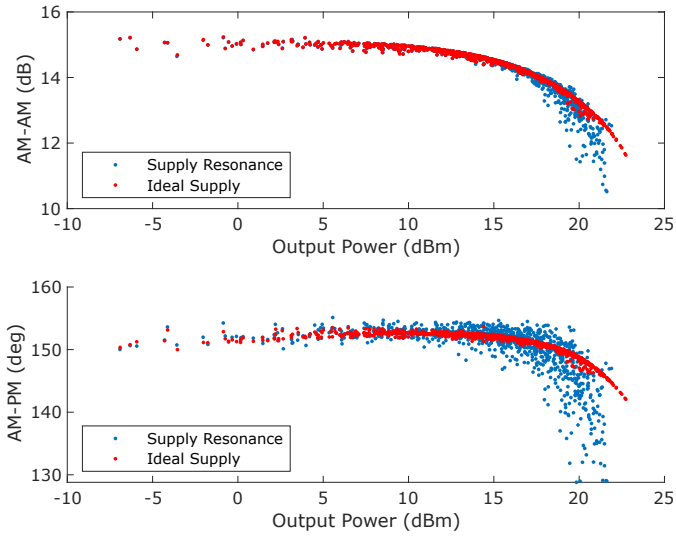 16
14
12
10
AM-AM (dB)
Supply Resonance
Ideal Supply
-10 -5 0 5 10 15 20 25
Output Power (dBm)
160
150
140
130
AM-PM (deg)
Supply Resonance
Ideal Supply
-10 -5 0 5 10 15 20 25
Output Power (dBm)